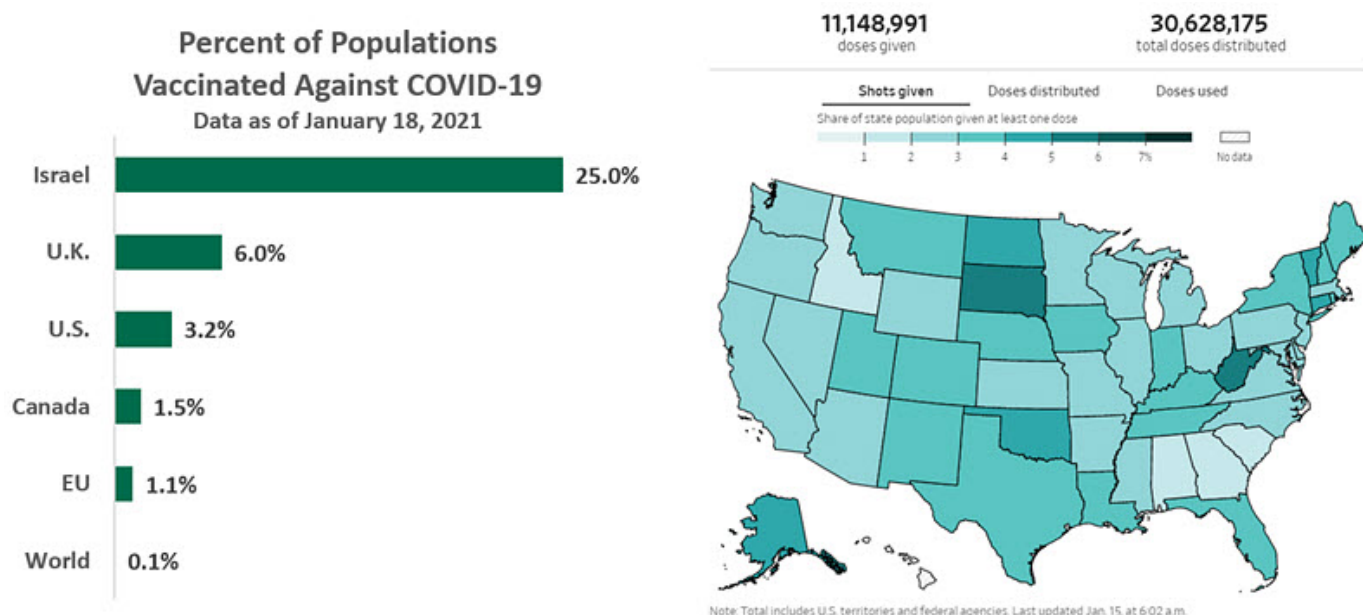 Percent of Populations
Vaccinated Against COVID-19
Data as of January 18, 2021
Israel 25.0%
U.K. 6.0%
U.S. 3.2%
Canada 1.5%
EU 1.1%
World 0.1%
11,148,991 30,628,175
doses given total doses distributed
Shots given Doses distributed Doses used
Share of state population given at least one dose
1 2 3 4 5 6 7% No data
Note: Total includes U.S. territories and federal agencies. Last updated Jan. 15, at 6:02 a.m.